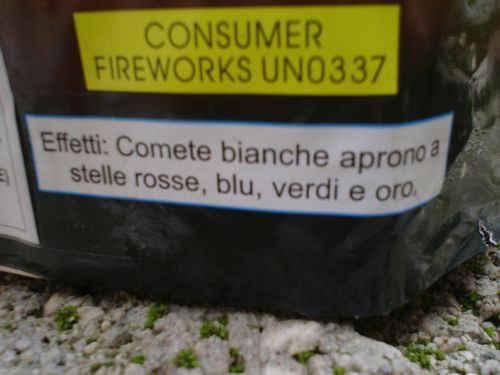 CONSUMER
FIREWORKS UN0337
Effetti: Comete bianche aprono a
stelle rosse, blu, verdi e oro.
E)